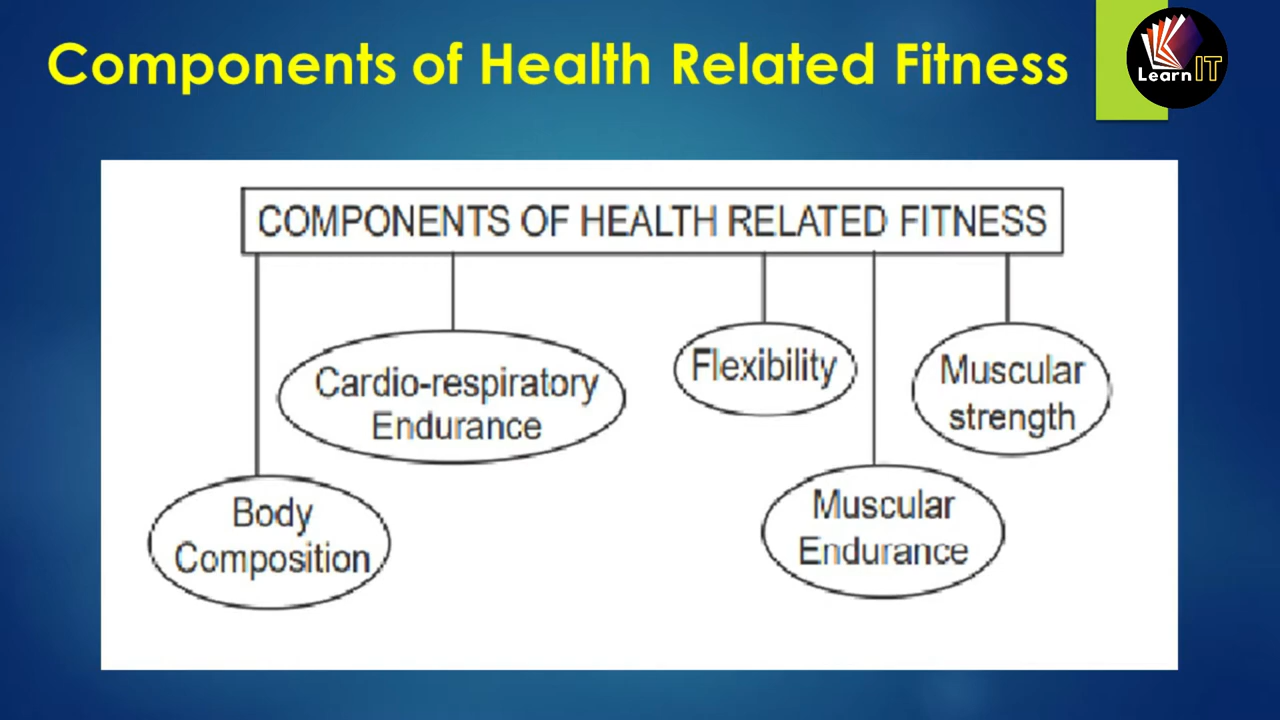 Components of Health Related Fitness
Learn IT
COMPONENTS OF HEALTH RELATED FITNESS
Cardio-respiratory
Endurance
Flexibility
Muscular
strength
Body
Composition
Muscular
Endurance